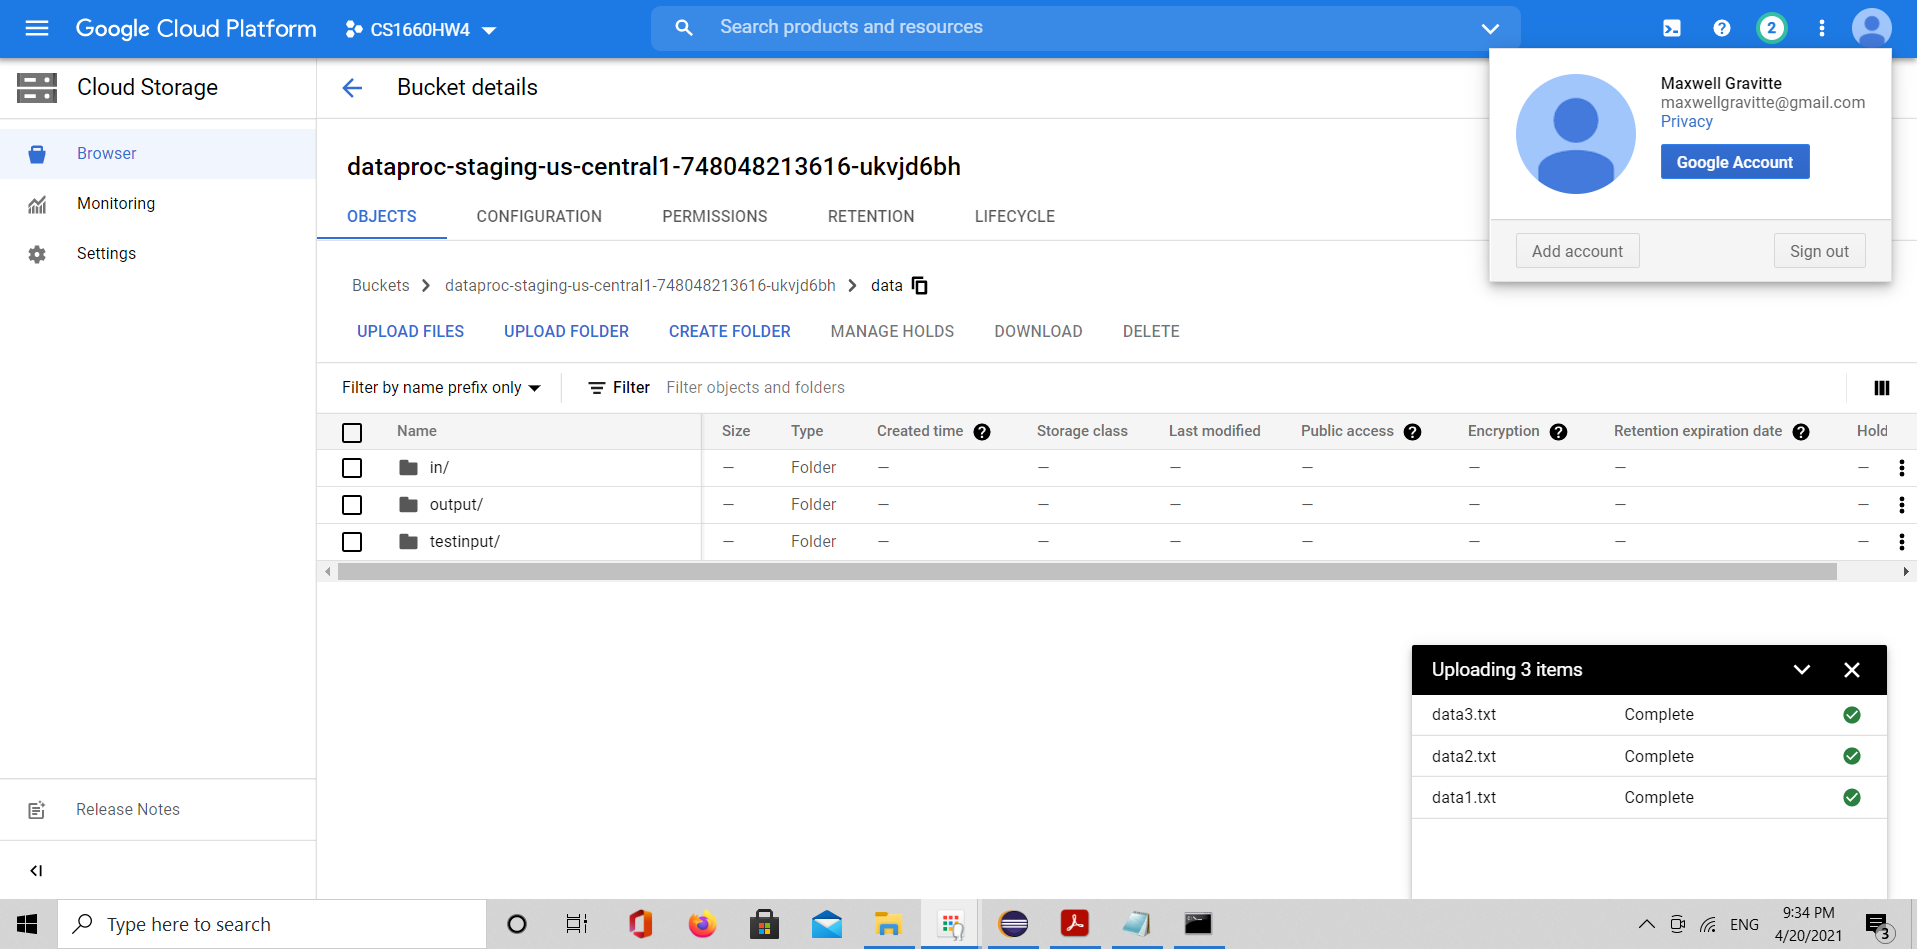 Google Cloud Platform
CS1660HW4
Search products and resources
2
Cloud Storage
Bucket details
Maxwell Gravitte
maxwellgravitte@gmail.com
Privacy
Google Account
Add account
Sign out
Browser
Monitoring
Settings
dataproc-staging-us-central1-748048213616-ukvjd6bh
OBJECTS CONFIGURATION PERMISSIONS RETENTION LIFECYCLE
Buckets > dataproc-staging-us-central1-748048213616-ukvjd6bh > data
UPLOAD FILES UPLOAD FOLDER CREATE FOLDER MANAGE HOLDS DOWNLOAD DELETE
Filter by name prefix only Filter Filter objects and folders
Name Size Type Created time Storage class Last modified Public access Encryption Retention expiration date Hold
in/ — Folder — — — — — — —
output/ — Folder — — — — — — —
testinput/ — Folder — — — — — — —
Uploading 3 items
data3.txt Complete
data2.txt Complete
data1.txt Complete
Release Notes
Type here to search
ENG
9:34 PM
4/20/2021
3